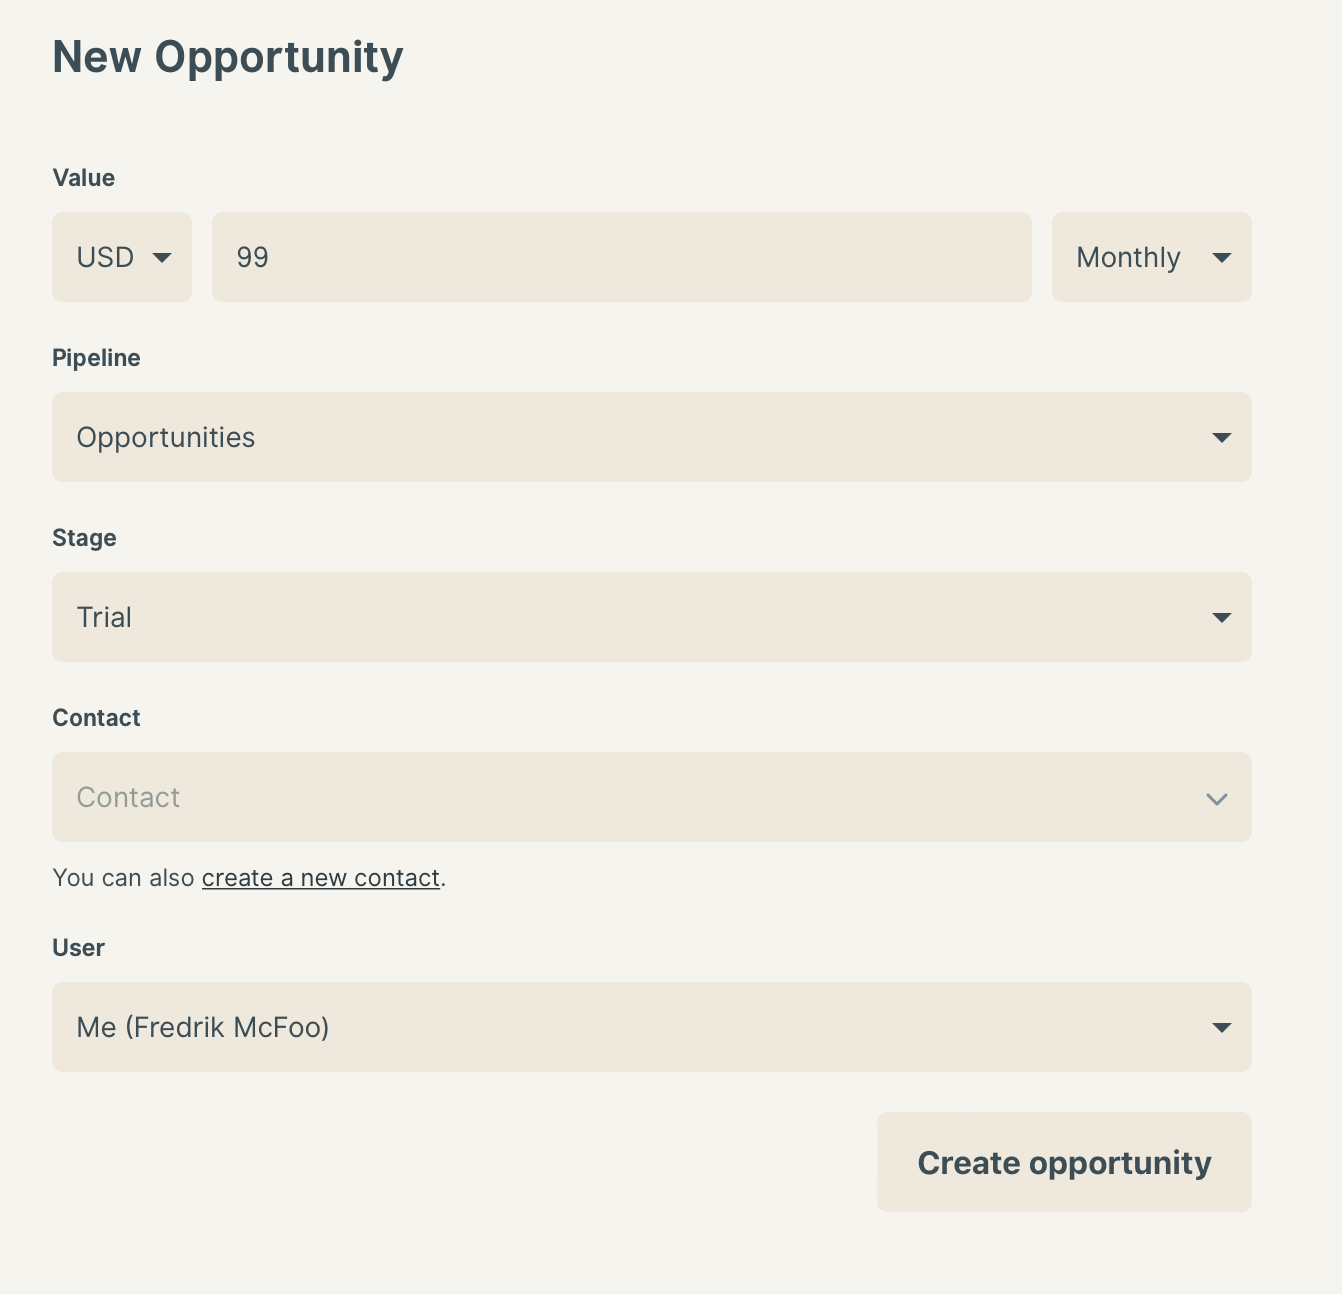 New Opportunity
Value
USD 99 Monthly
Pipeline
Opportunities
Stage
Trial
Contact
Contact
You can also create a new contact.
User
Me (Fredrik McFoo)
Create opportunity